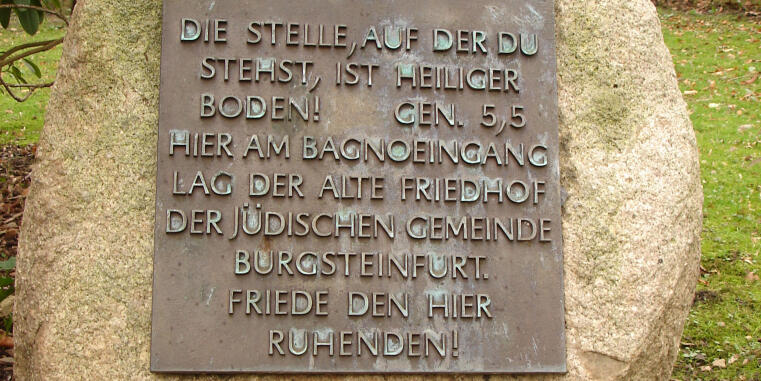 DIE STELLE, AUF DER DU
STEHST, IST HEILIGER
BODEN! GEN. 5,5
HIER AM BAGNOEINGANG
LAG DER ALTE FRIEDHOF
DER JÜDISCHEN GEMEINDE
BURGSTEINFURT.
FRIEDE DEN HIER
RUHENDEN!